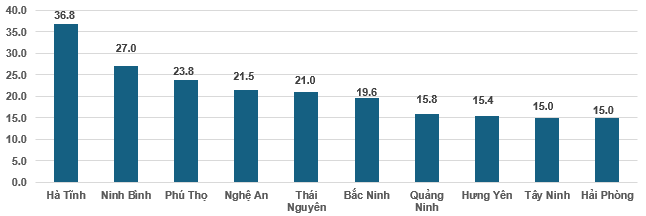 40.0
35.0
30.0
25.0
20.0
15.0
10.0
5.0
0.0
36.8
27.0
23.8
21.5
21.0
19.6
15.8
15.4
15.0
15.0
Hà Tĩnh
Ninh Bình
Phú Thọ
Nghệ An
Thái
Nguyên
Bắc Ninh
Quảng
Ninh
Hưng Yên
Tây Ninh
Hải Phòng